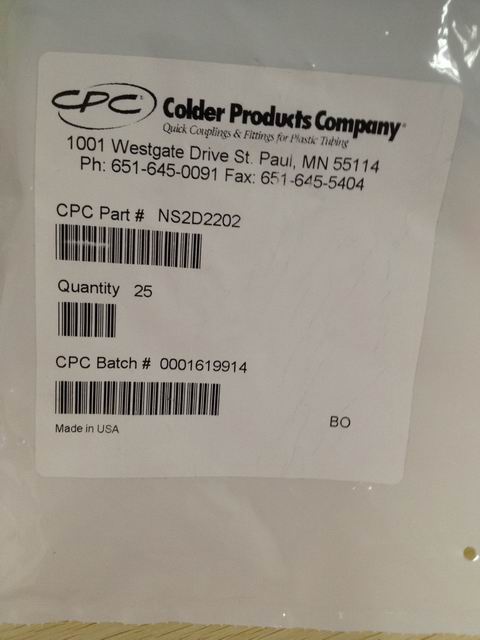 CPC Colder Products Company
Quick Couplings & Fittings for Plastic Tubing
1001 Westgate Drive St. Paul, MN 55114
Ph: 651-645-0091 Fax: 651-645-5404
CPC Part # NS2D2202
Quantity 25
CPC Batch # 0001619914
BO
Made in USA